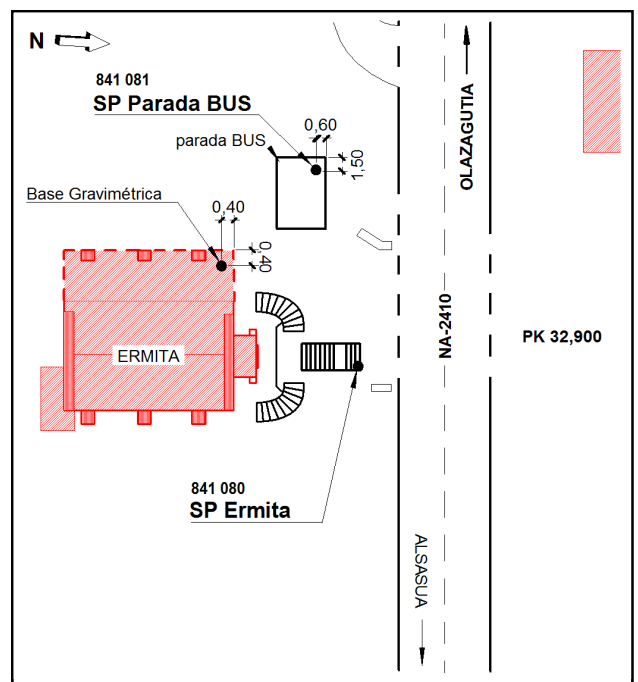 N
841 081
SP Parada BUS
0,60
parada BUS
1,50
OLAZAGUTIA
Base Gravimétrica
0,40
0,40
NA-2410
PK 32,900
ERMITA
841 080
SP Ermita
ALSASUA